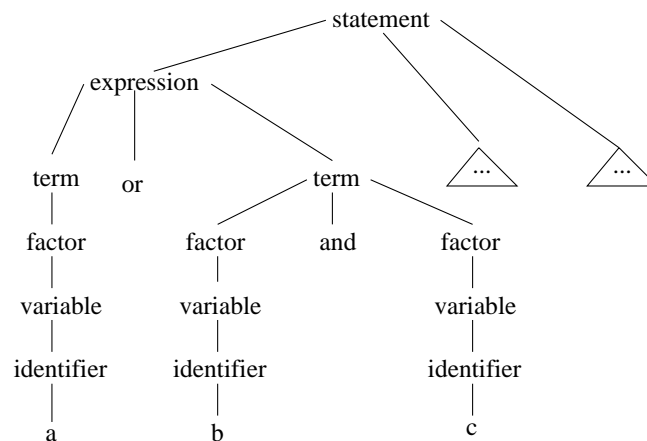 statement
expression
term or term ... ...
factor factor and factor
variable variable variable
identifier identifier identifier
a b c